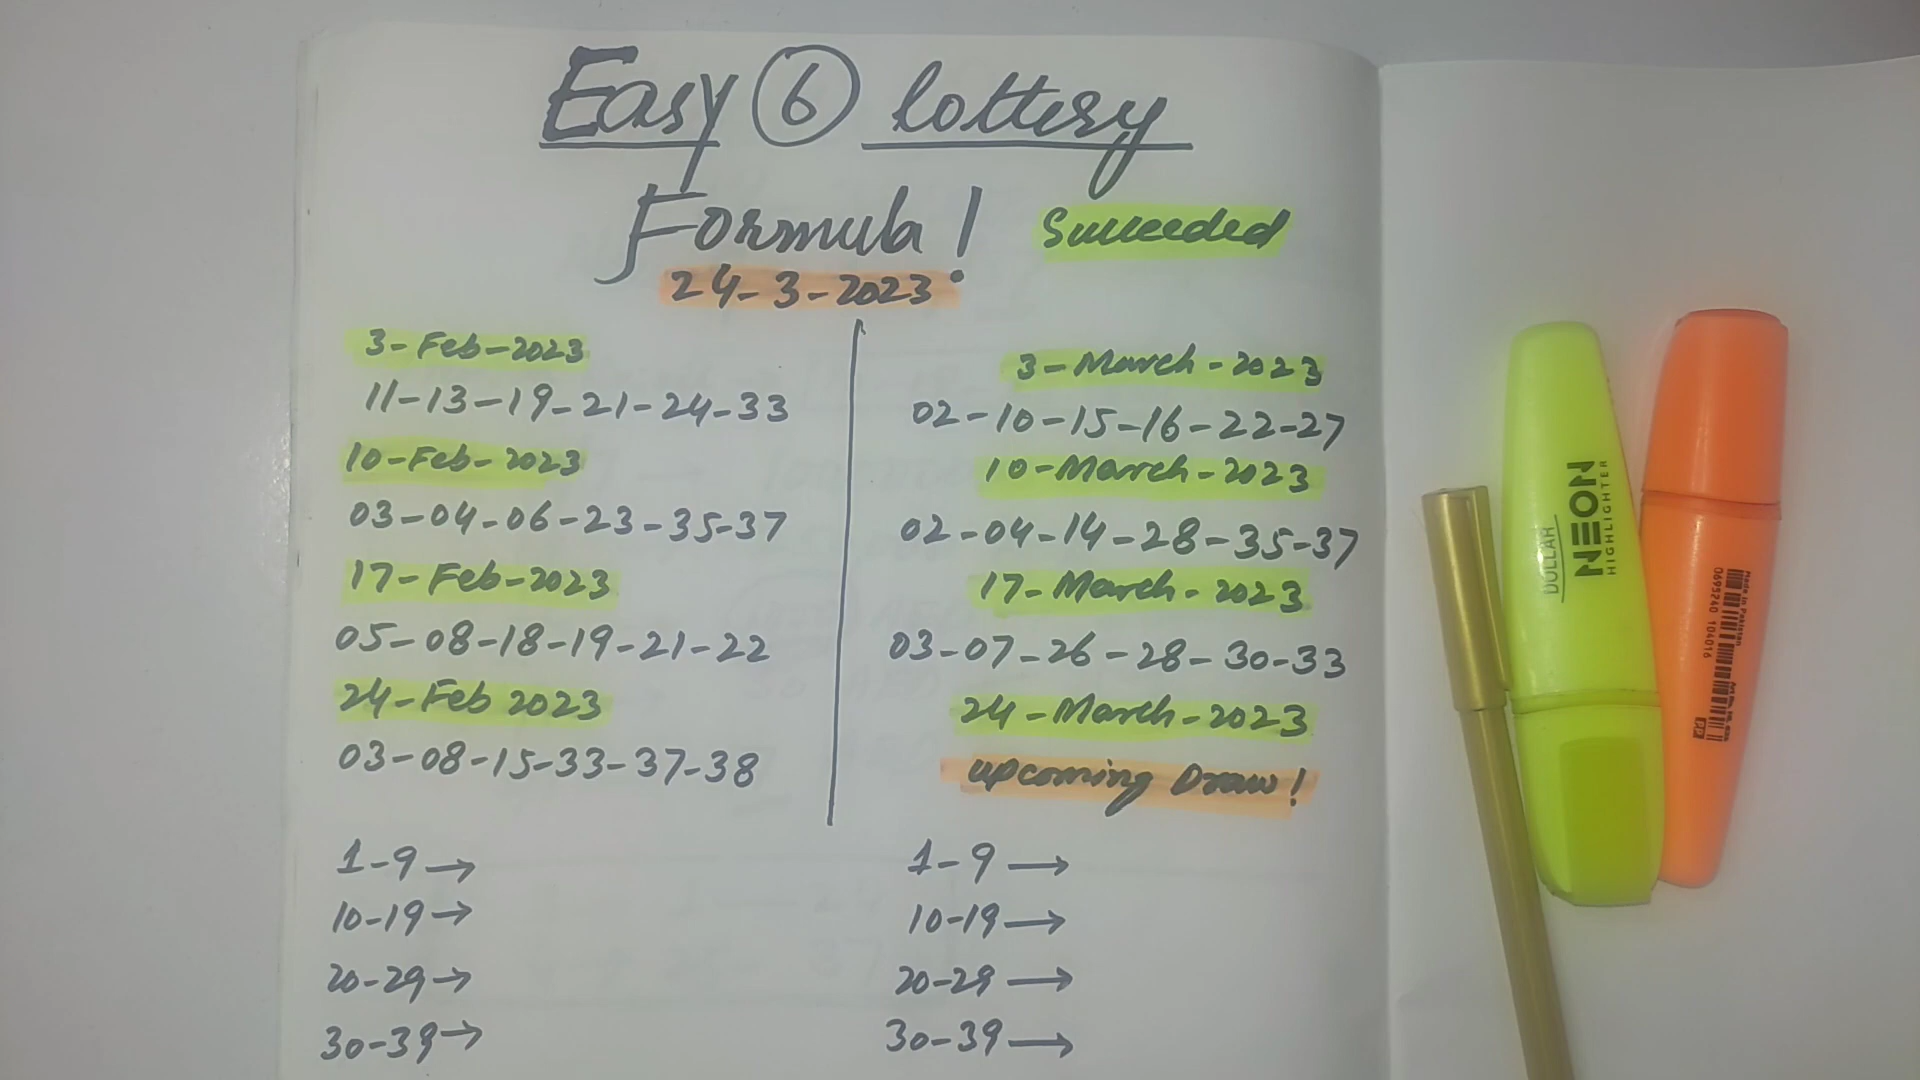 Easy 6 lottery
Formula!
Succeeded
24-3-2023
3-Feb-2023
11-13-19-21-24-33
10-Feb-2023
03-04-06-23-35-37
17-Feb-2023
05-08-18-19-21-22
24-Feb 2023
03-08-15-33-37-38
1-9→
10-19→
20-29→
30-39→
3-March-2023
02-10-15-16-22-27
10-March-2023
02-04-14-28-35-37
17-March-2023
03-07-26-28-30-33
24-March-2023
upcoming Draw!
1-9→
10-19→
20-29→
30-39→
DOLLAR
NEON
HIGHLIGHTER
Made in Pakistan
0695240 104016